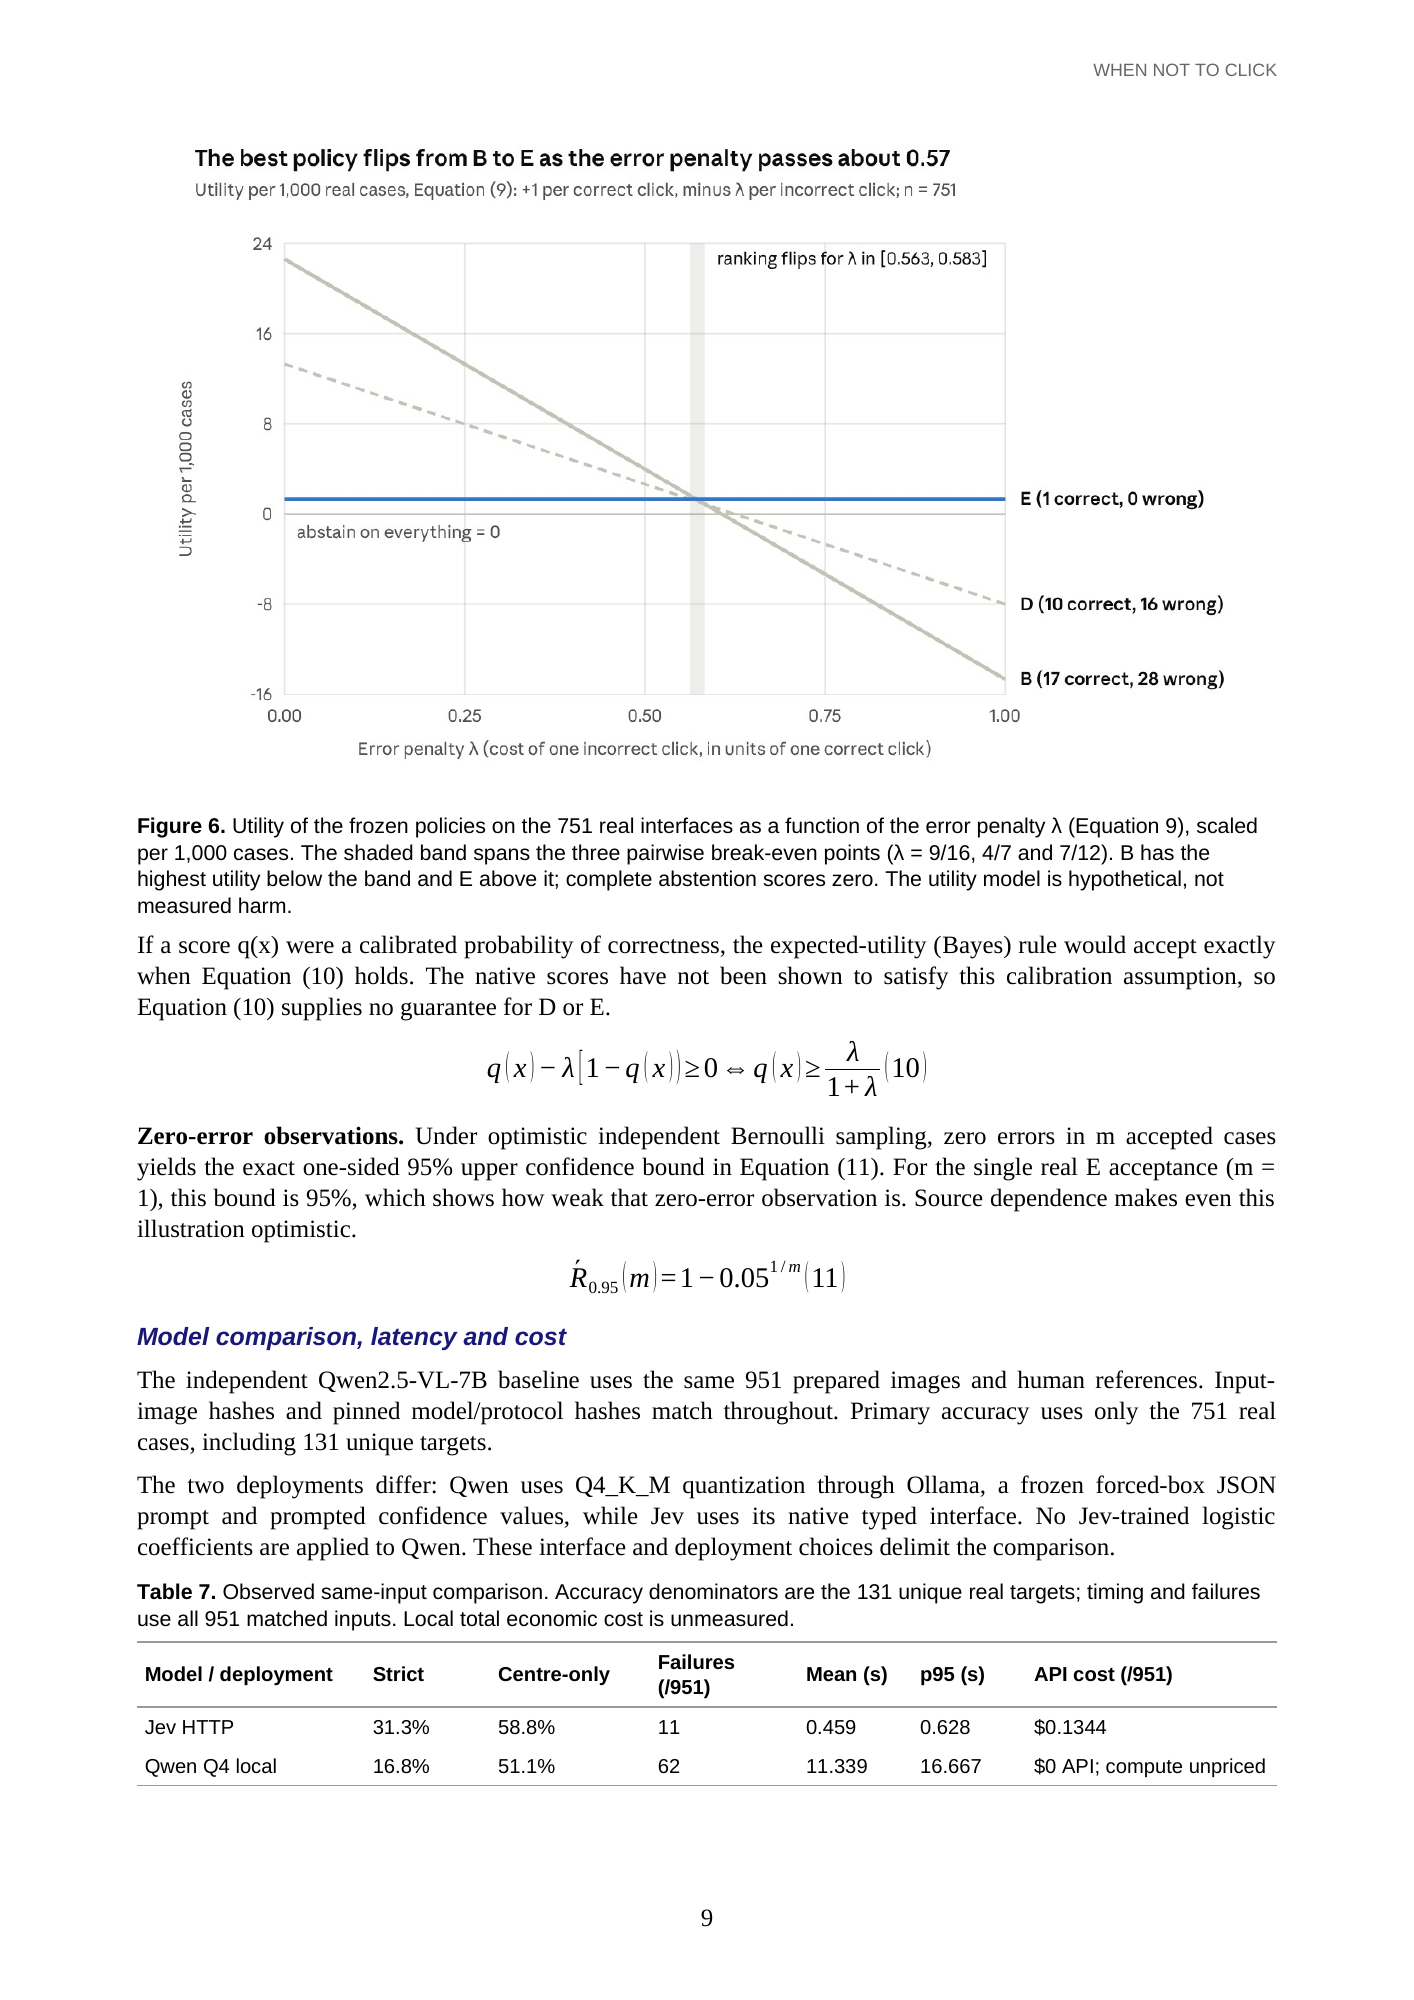 WHEN NOT TO CLICK
The best policy flips from B to E as the error penalty passes about 0.57
Utility per 1,000 real cases, Equation (9): +1 per correct click, minus λ per incorrect click; n = 751
24
ranking flips for λ in [0.563, 0.583]
16
8
Utility per 1,000 cases
E (1 correct, 0 wrong)
0
abstain on everything = 0
-8
D (10 correct, 16 wrong)
B (17 correct, 28 wrong)
-16
0.00 0.25 0.50 0.75 1.00
Error penalty λ (cost of one incorrect click, in units of one correct click)
Figure 6. Utility of the frozen policies on the 751 real interfaces as a function of the error penalty λ (Equation 9), scaled
per 1,000 cases. The shaded band spans the three pairwise break-even points (λ = 9/16, 4/7 and 7/12). B has the
highest utility below the band and E above it; complete abstention scores zero. The utility model is hypothetical, not
measured harm.
If a score q(x) were a calibrated probability of correctness, the expected-utility (Bayes) rule would accept exactly
when Equation (10) holds. The native scores have not been shown to satisfy this calibration assumption, so
Equation (10) supplies no guarantee for D or E.
q(x)−λ[1−q(x))≥0⇔q(x)≥λ/(1+λ)(10)
Zero-error observations. Under optimistic independent Bernoulli sampling, zero errors in m accepted cases
yields the exact one-sided 95% upper confidence bound in Equation (11). For the single real E acceptance (m =
1), this bound is 95%, which shows how weak that zero-error observation is. Source dependence makes even this
illustration optimistic.
Ŕ0.95(m)=1−0.05^1/m(11)
Model comparison, latency and cost
The independent Qwen2.5-VL-7B baseline uses the same 951 prepared images and human references. Input-
image hashes and pinned model/protocol hashes match throughout. Primary accuracy uses only the 751 real
cases, including 131 unique targets.
The two deployments differ: Qwen uses Q4_K_M quantization through Ollama, a frozen forced-box JSON
prompt and prompted confidence values, while Jev uses its native typed interface. No Jev-trained logistic
coefficients are applied to Qwen. These interface and deployment choices delimit the comparison.
Table 7. Observed same-input comparison. Accuracy denominators are the 131 unique real targets; timing and failures
use all 951 matched inputs. Local total economic cost is unmeasured.
Model / deployment Strict Centre-only Failures (/951) Mean (s) p95 (s) API cost (/951)
Jev HTTP 31.3% 58.8% 11 0.459 0.628 $0.1344
Qwen Q4 local 16.8% 51.1% 62 11.339 16.667 $0 API; compute unpriced
9